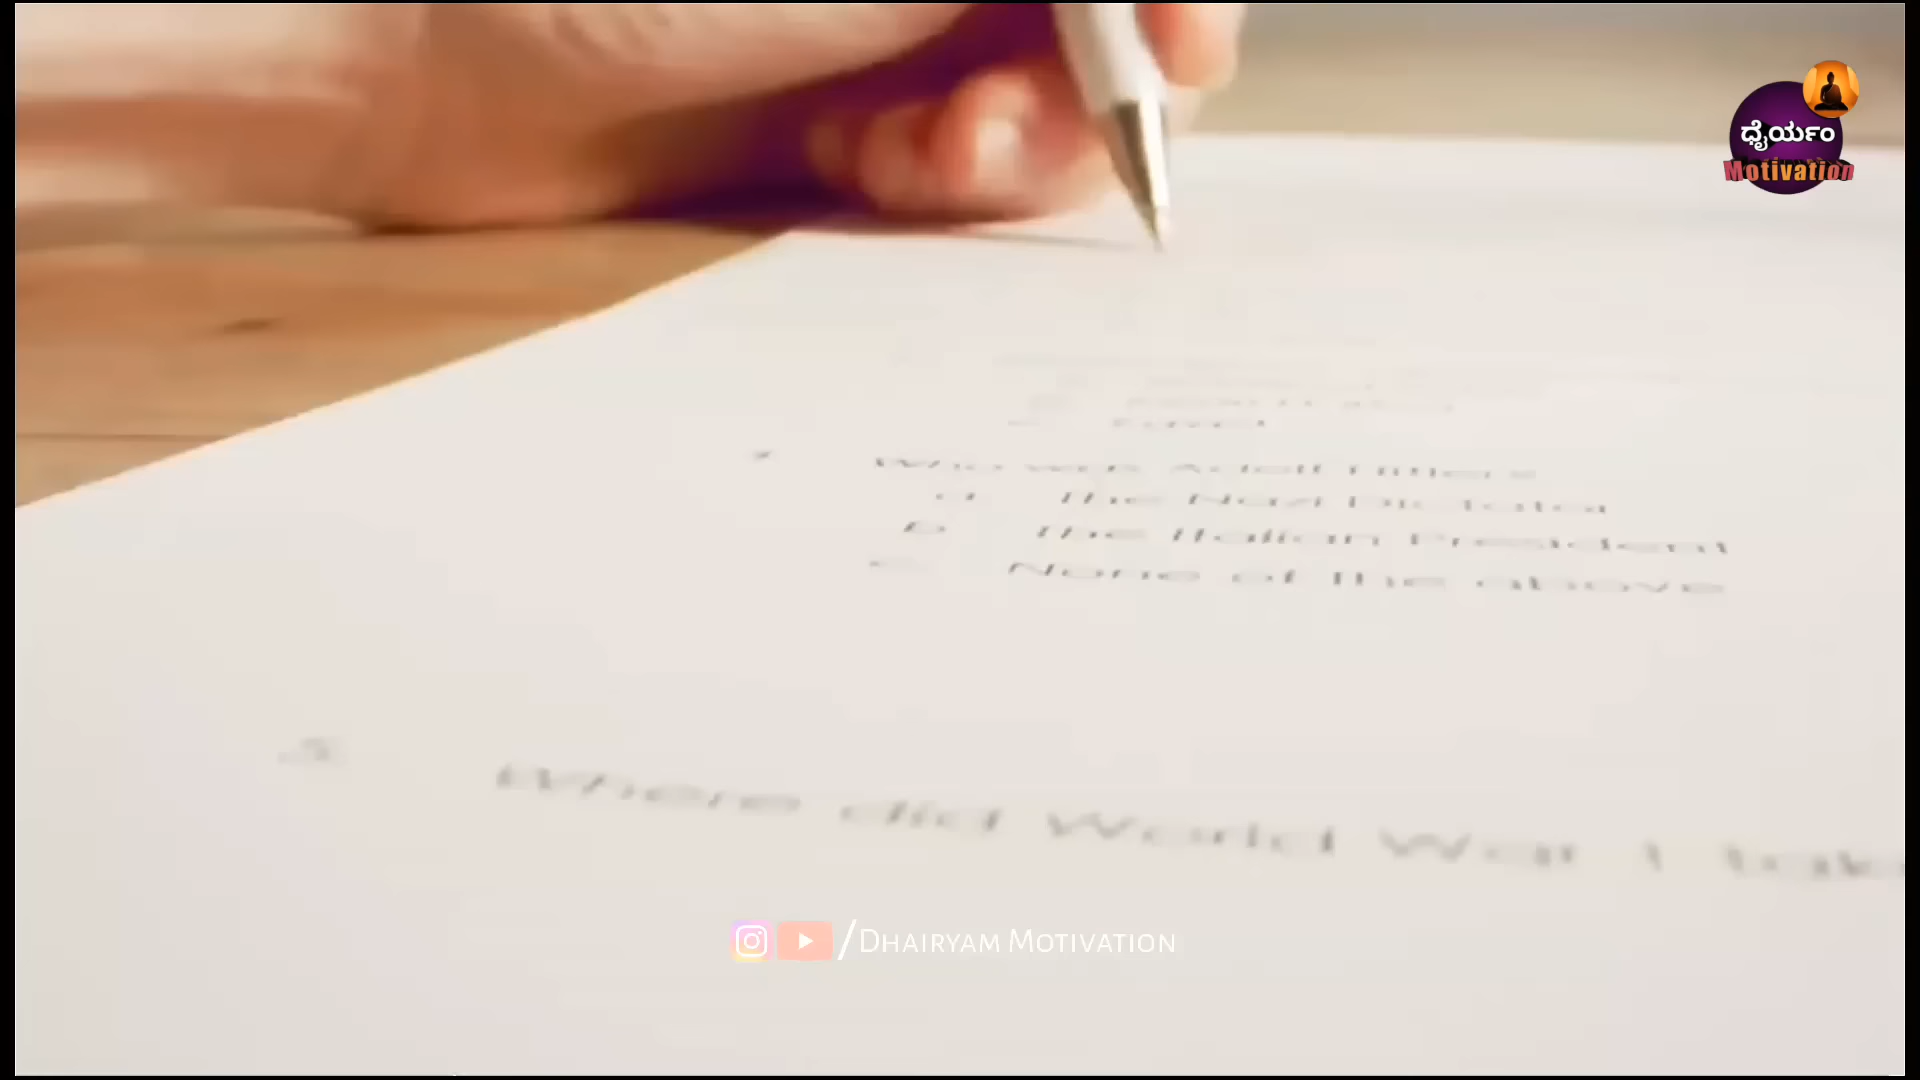 ಧೈರ್ಯಂ
Motivation
Who was Adolf Hitler?
a The Nazi Dictator
b The Italian President
c None of the above
Where did World War 1 take
/Dhairyam Motivation